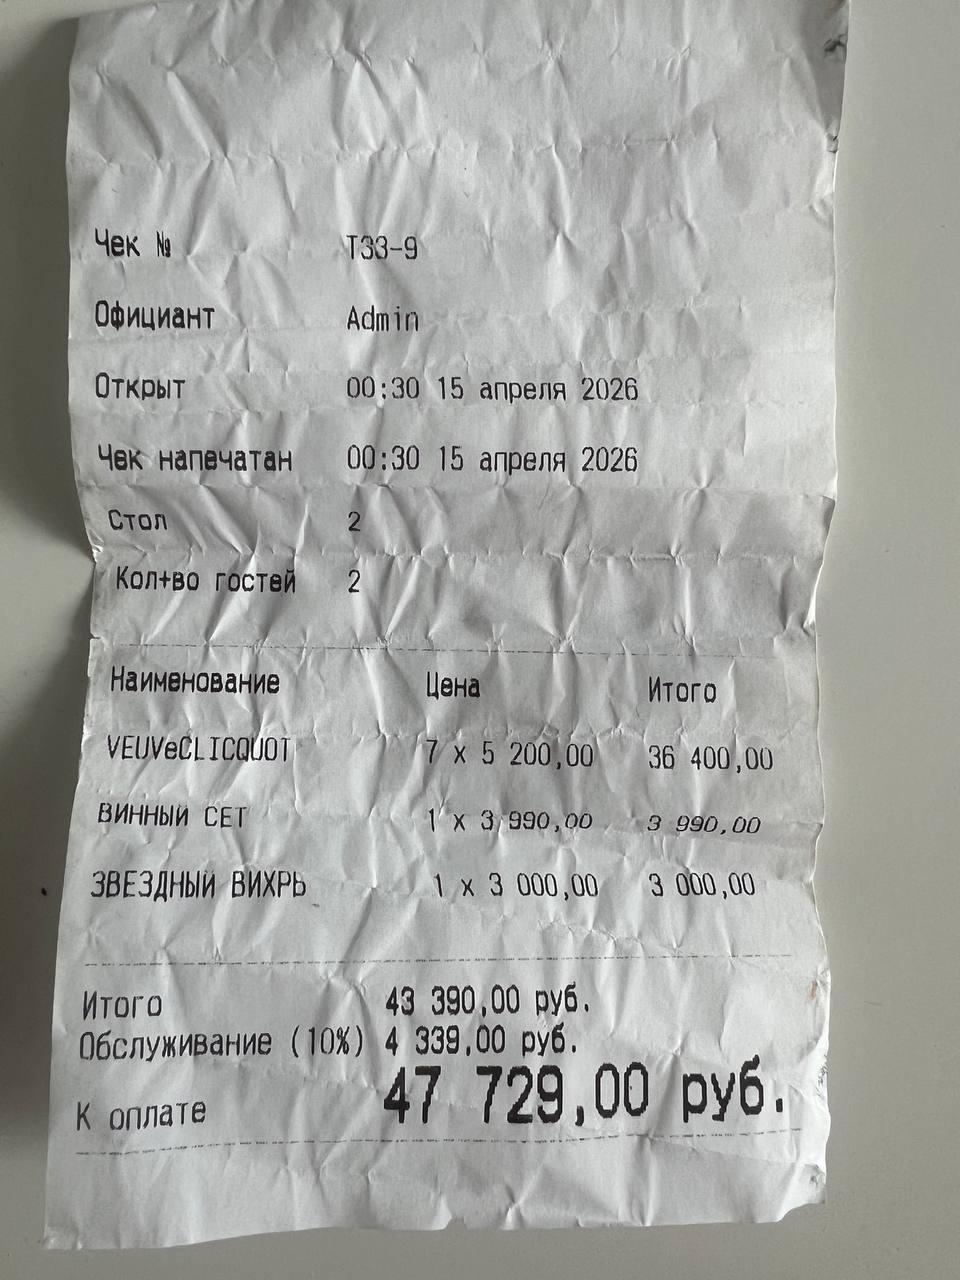 Чек № T33-9
Официант Admin
Открыт 00:30 15 апреля 2026
Чек напечатан 00:30 15 апреля 2026
Стол 2
Кол+во гостей 2
Наименование Цена Итого
VEUVeCLICQUOT 7 x 5 200,00 36 400,00
ВИННЫЙ СЕТ 1 x 3 990,00 3 990,00
ЗВЕЗДНЫЙ ВИХРЬ 1 x 3 000,00 3 000,00
Итого 43 390,00 руб.
Обслуживание (10%) 4 339,00 руб.
К оплате 47 729,00 руб.